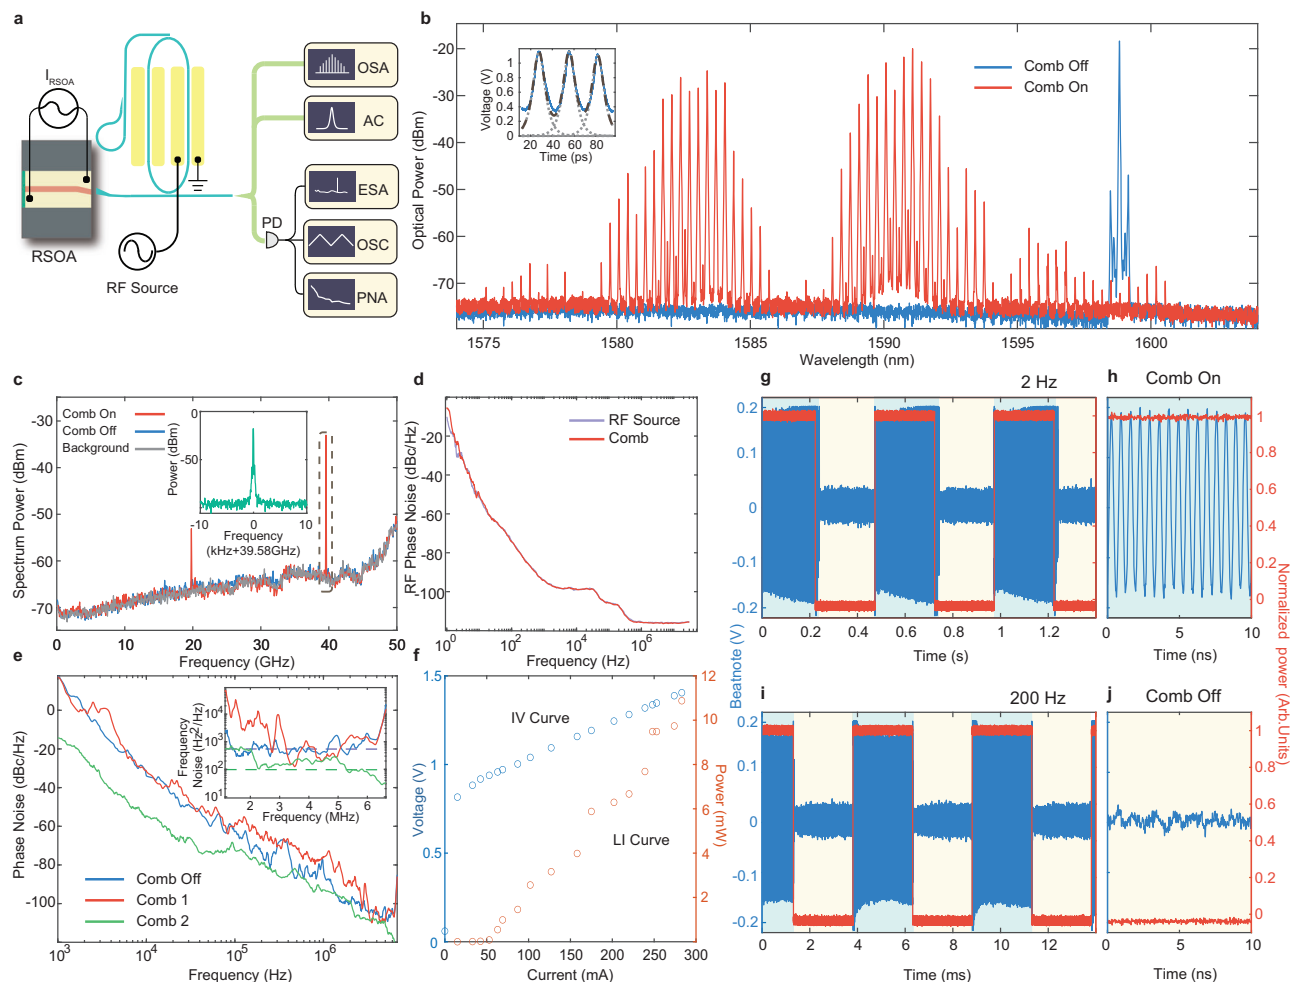 a
I RSOA
RSOA
RF Source
PD
OSA
AC
ESA
OSC
PNA
b
Optical Power (dBm)
-20
-30
-40
-50
-60
-70
1575
1580
1585
1590
1595
1600
Wavelength (nm)
Comb Off
Comb On
Voltage (V)
1
0.8
0.6
0.4
0.2
0
20
40
60
80
Time (ps)
c
Comb On
Comb Off
Background
Spectrum Power (dBm)
-30
-40
-50
-60
-70
0
10
20
30
40
50
Frequency (GHz)
Power (dBm)
0
-50
-10
0
10
Frequency
(kHz+39.58GHz)
d
RF Source
Comb
RF Phase Noise (dBc/Hz)
-20
-40
-60
-80
-100
10^0
10^2
10^4
10^6
Frequency (Hz)
e
Phase Noise (dBc/Hz)
0
-20
-40
-60
-80
-100
10^3
10^4
10^5
10^6
Frequency (Hz)
Comb Off
Comb 1
Comb 2
Frequency
Noise (Hz^2/Hz)
10^4
10^3
10^2
10^1
2
3
4
5
6
Frequency (MHz)
f
Voltage (V)
1.5
1
0.5
0
IV Curve
LI Curve
12
10
8
6
4
2
Power (mW)
0
50
100
150
200
250
300
Current (mA)
g
2 Hz
0.2
0.1
0
-0.1
-0.2
0
0.2
0.4
0.6
0.8
1
1.2
Time (s)
Beatnote (V)
h
Comb On
1
0.8
0.6
0.4
0.2
0
0
5
10
Time (ns)
Normalized power (Arb.Units)
i
200 Hz
0.2
0.1
0
-0.1
-0.2
0
2
4
6
8
10
12
Time (ms)
j
Comb Off
1
0.8
0.6
0.4
0.2
0
0
5
10
Time (ns)